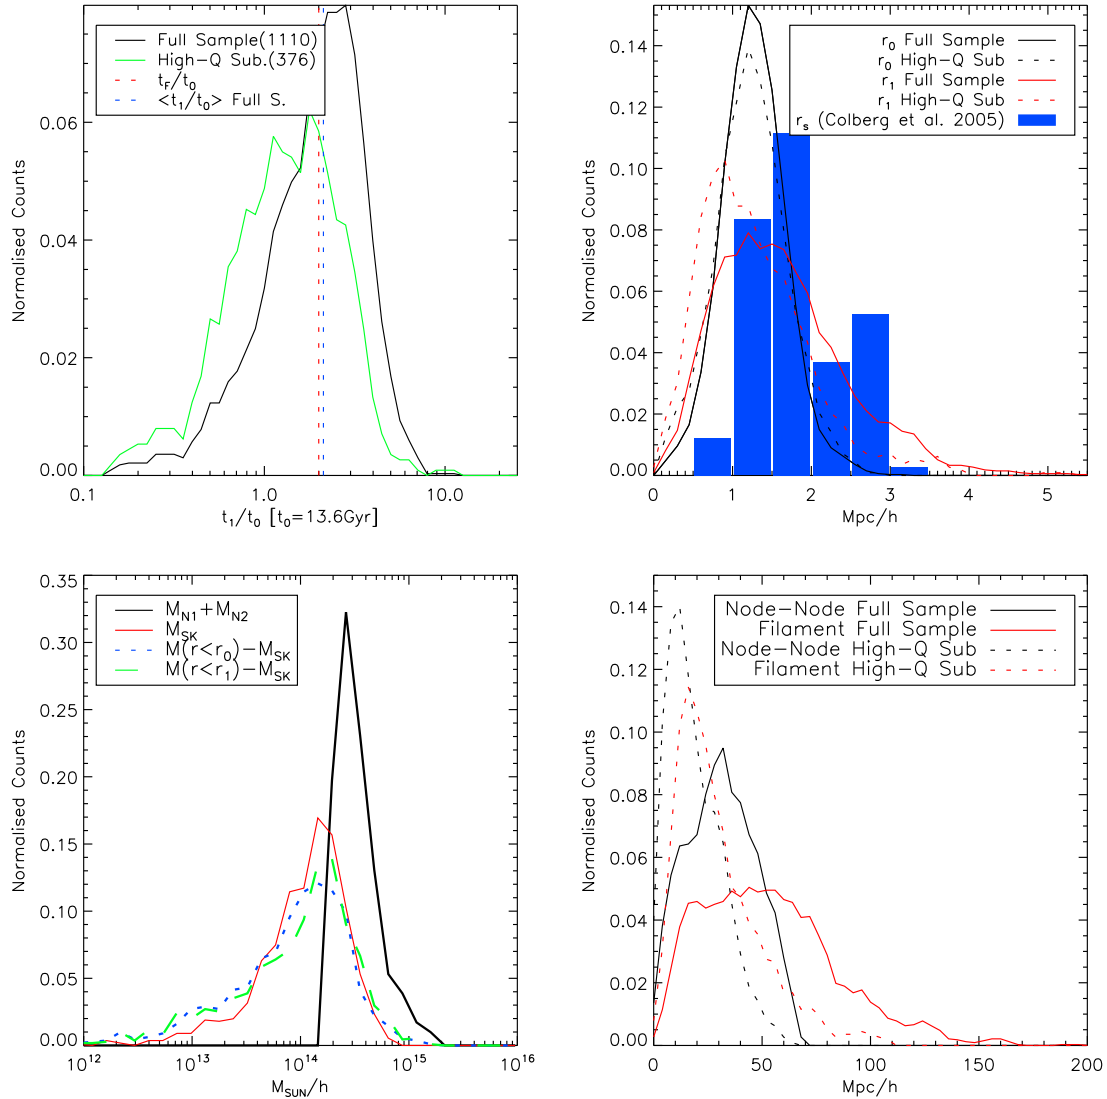 Full Sample(1110)
High-Q Sub.(376)
t_F/t_0
<t_1/t_0> Full S.
0.06
0.04
0.02
0.00
Normalised Counts
0.1 1.0 10.0
t_1/t_0 [t_0=13.6Gyr]
r_0 Full Sample
r_0 High-Q Sub
r_1 Full Sample
r_1 High-Q Sub
r_s (Colberg et al. 2005)
0.14
0.12
0.10
0.08
0.06
0.04
0.02
0.00
Normalised Counts
0 1 2 3 4 5
Mpc/h
M_N1+M_N2
M_SK
M(r<r_0)-M_SK
M(r<r_1)-M_SK
0.35
0.30
0.25
0.20
0.15
0.10
0.05
0.00
Normalised Counts
10^12 10^13 10^14 10^15 10^16
M_SUN/h
Node-Node Full Sample
Filament Full Sample
Node-Node High-Q Sub
Filament High-Q Sub
0.14
0.12
0.10
0.08
0.06
0.04
0.02
0.00
Normalised Counts
0 50 100 150 200
Mpc/h